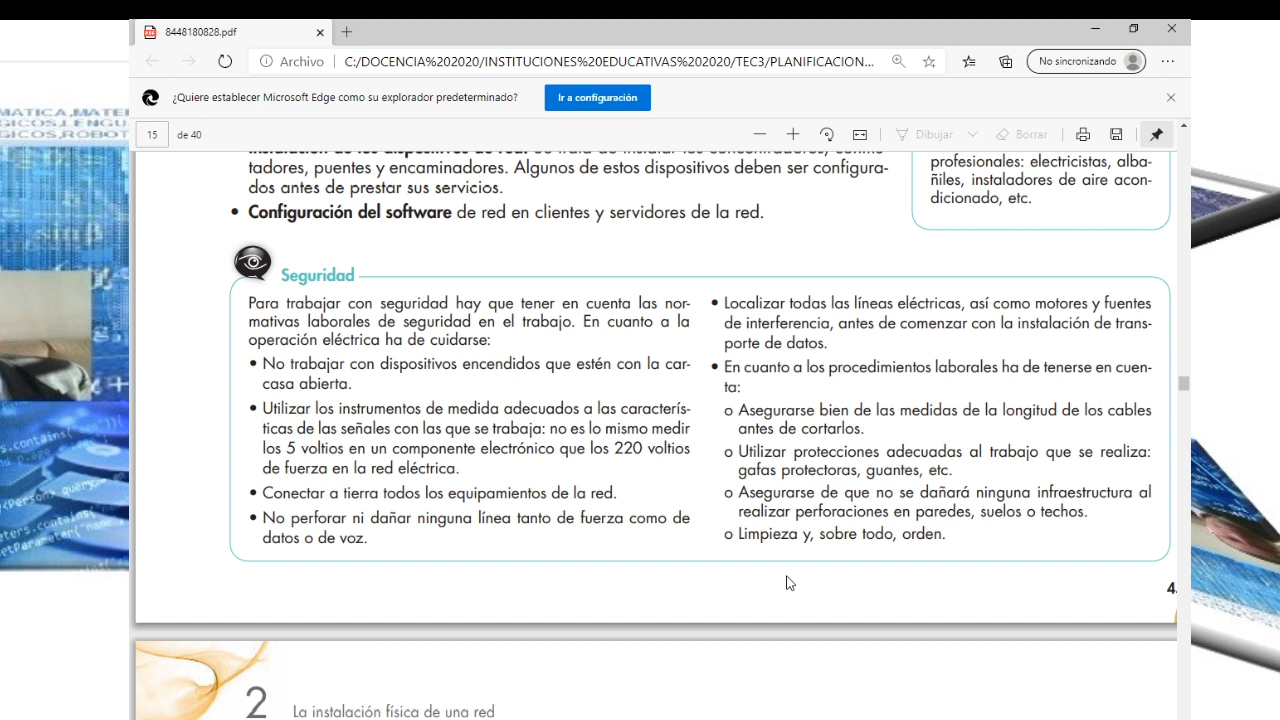 8448180828.pdf
Archivo
C:/DOCENCIA%202020/INSTITUCIONES%20EDUCATIVAS%202020/TEC3/PLANIFICACION...
No sincronizando
¿Quiere establecer Microsoft Edge como su explorador predeterminado?
Ir a configuración
15 de 40
Dibujar
Borrar
tadores, puentes y encaminadores. Algunos de estos dispositivos deben ser configura-
dos antes de prestar sus servicios.
• Configuración del software de red en clientes y servidores de la red.
profesionales: electricistas, alba-
ñiles, instaladores de aire acon-
dicionado, etc.
Seguridad
Para trabajar con seguridad hay que tener en cuenta las nor-
mativas laborales de seguridad en el trabajo. En cuanto a la
operación eléctrica ha de cuidarse:
• No trabajar con dispositivos encendidos que estén con la car-
casa abierta.
• Utilizar los instrumentos de medida adecuados a las caracterís-
ticas de las señales con las que se trabaja: no es lo mismo medir
los 5 voltios en un componente electrónico que los 220 voltios
de fuerza en la red eléctrica.
• Conectar a tierra todos los equipamientos de la red.
• No perforar ni dañar ninguna línea tanto de fuerza como de
datos o de voz.
• Localizar todas las líneas eléctricas, así como motores y fuentes
de interferencia, antes de comenzar con la instalación de trans-
porte de datos.
• En cuanto a los procedimientos laborales ha de tenerse en cuen-
ta:
o Asegurarse bien de las medidas de la longitud de los cables
antes de cortarlos.
o Utilizar protecciones adecuadas al trabajo que se realiza:
gafas protectoras, guantes, etc.
o Asegurarse de que no se dañará ninguna infraestructura al
realizar perforaciones en paredes, suelos o techos.
o Limpieza y, sobre todo, orden.
2
La instalación física de una red